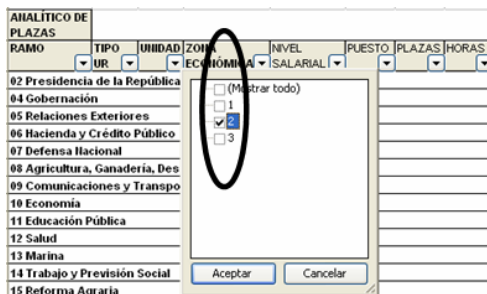 ANALÍTICO DE
PLAZAS
RAMO TIPO UR UNIDAD ZONA ECONÓMICA NIVEL SALARIAL PUESTO PLAZAS HORAS
02 Presidencia de la República
04 Gobernación
05 Relaciones Exteriores
06 Hacienda y Crédito Público
07 Defensa Nacional
08 Agricultura, Ganadería, Des
09 Comunicaciones y Transpo
10 Economía
11 Educación Pública
12 Salud
13 Marina
14 Trabajo y Previsión Social
15 Reforma Agraria
(Mostrar todo)
1
2
3
Aceptar Cancelar